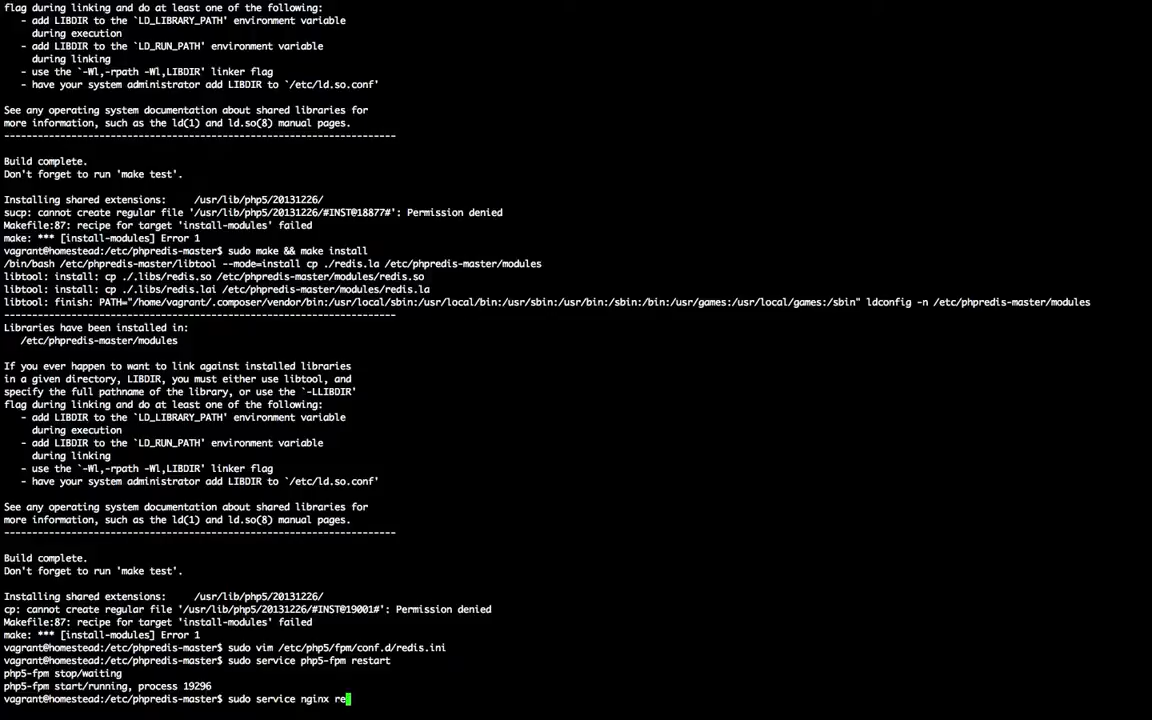 flag during linking and do at least one of the following:
   - add LIBDIR to the `LD_LIBRARY_PATH' environment variable
     during execution
   - add LIBDIR to the `LD_RUN_PATH' environment variable
     during linking
   - use the `-Wl,-rpath -Wl,LIBDIR' linker flag
   - have your system administrator add LIBDIR to `/etc/ld.so.conf'

See any operating system documentation about shared libraries for
more information, such as the ld(1) and ld.so(8) manual pages.
----------------------------------------------------------------------

Build complete.
Don't forget to run 'make test'.

Installing shared extensions:     /usr/lib/php5/20131226/
sucp: cannot create regular file '/usr/lib/php5/20131226/#INST@18877#': Permission denied
Makefile:87: recipe for target 'install-modules' failed
make: *** [install-modules] Error 1
vagrant@homestead:/etc/phpredis-master$ sudo make && make install
/bin/bash /etc/phpredis-master/libtool --mode=install cp ./redis.la /etc/phpredis-master/modules
libtool: install: cp ./.libs/redis.so /etc/phpredis-master/modules/redis.so
libtool: install: cp ./.libs/redis.lai /etc/phpredis-master/modules/redis.la
libtool: finish: PATH="/home/vagrant/.composer/vendor/bin:/usr/local/sbin:/usr/local/bin:/usr/sbin:/usr/bin:/sbin:/bin:/usr/games:/usr/local/games:/sbin" ldconfig -n /etc/phpredis-master/modules
----------------------------------------------------------------------
Libraries have been installed in:
   /etc/phpredis-master/modules

If you ever happen to want to link against installed libraries
in a given directory, LIBDIR, you must either use libtool, and
specify the full pathname of the library, or use the `-LLIBDIR'
flag during linking and do at least one of the following:
   - add LIBDIR to the `LD_LIBRARY_PATH' environment variable
     during execution
   - add LIBDIR to the `LD_RUN_PATH' environment variable
     during linking
   - use the `-Wl,-rpath -Wl,LIBDIR' linker flag
   - have your system administrator add LIBDIR to `/etc/ld.so.conf'

See any operating system documentation about shared libraries for
more information, such as the ld(1) and ld.so(8) manual pages.
----------------------------------------------------------------------

Build complete.
Don't forget to run 'make test'.

Installing shared extensions:     /usr/lib/php5/20131226/
cp: cannot create regular file '/usr/lib/php5/20131226/#INST@19001#': Permission denied
Makefile:87: recipe for target 'install-modules' failed
make: *** [install-modules] Error 1
vagrant@homestead:/etc/phpredis-master$ sudo vim /etc/php5/fpm/conf.d/redis.ini
vagrant@homestead:/etc/phpredis-master$ sudo service php5-fpm restart
php5-fpm stop/waiting
php5-fpm start/running, process 19296
vagrant@homestead:/etc/phpredis-master$ sudo service nginx re